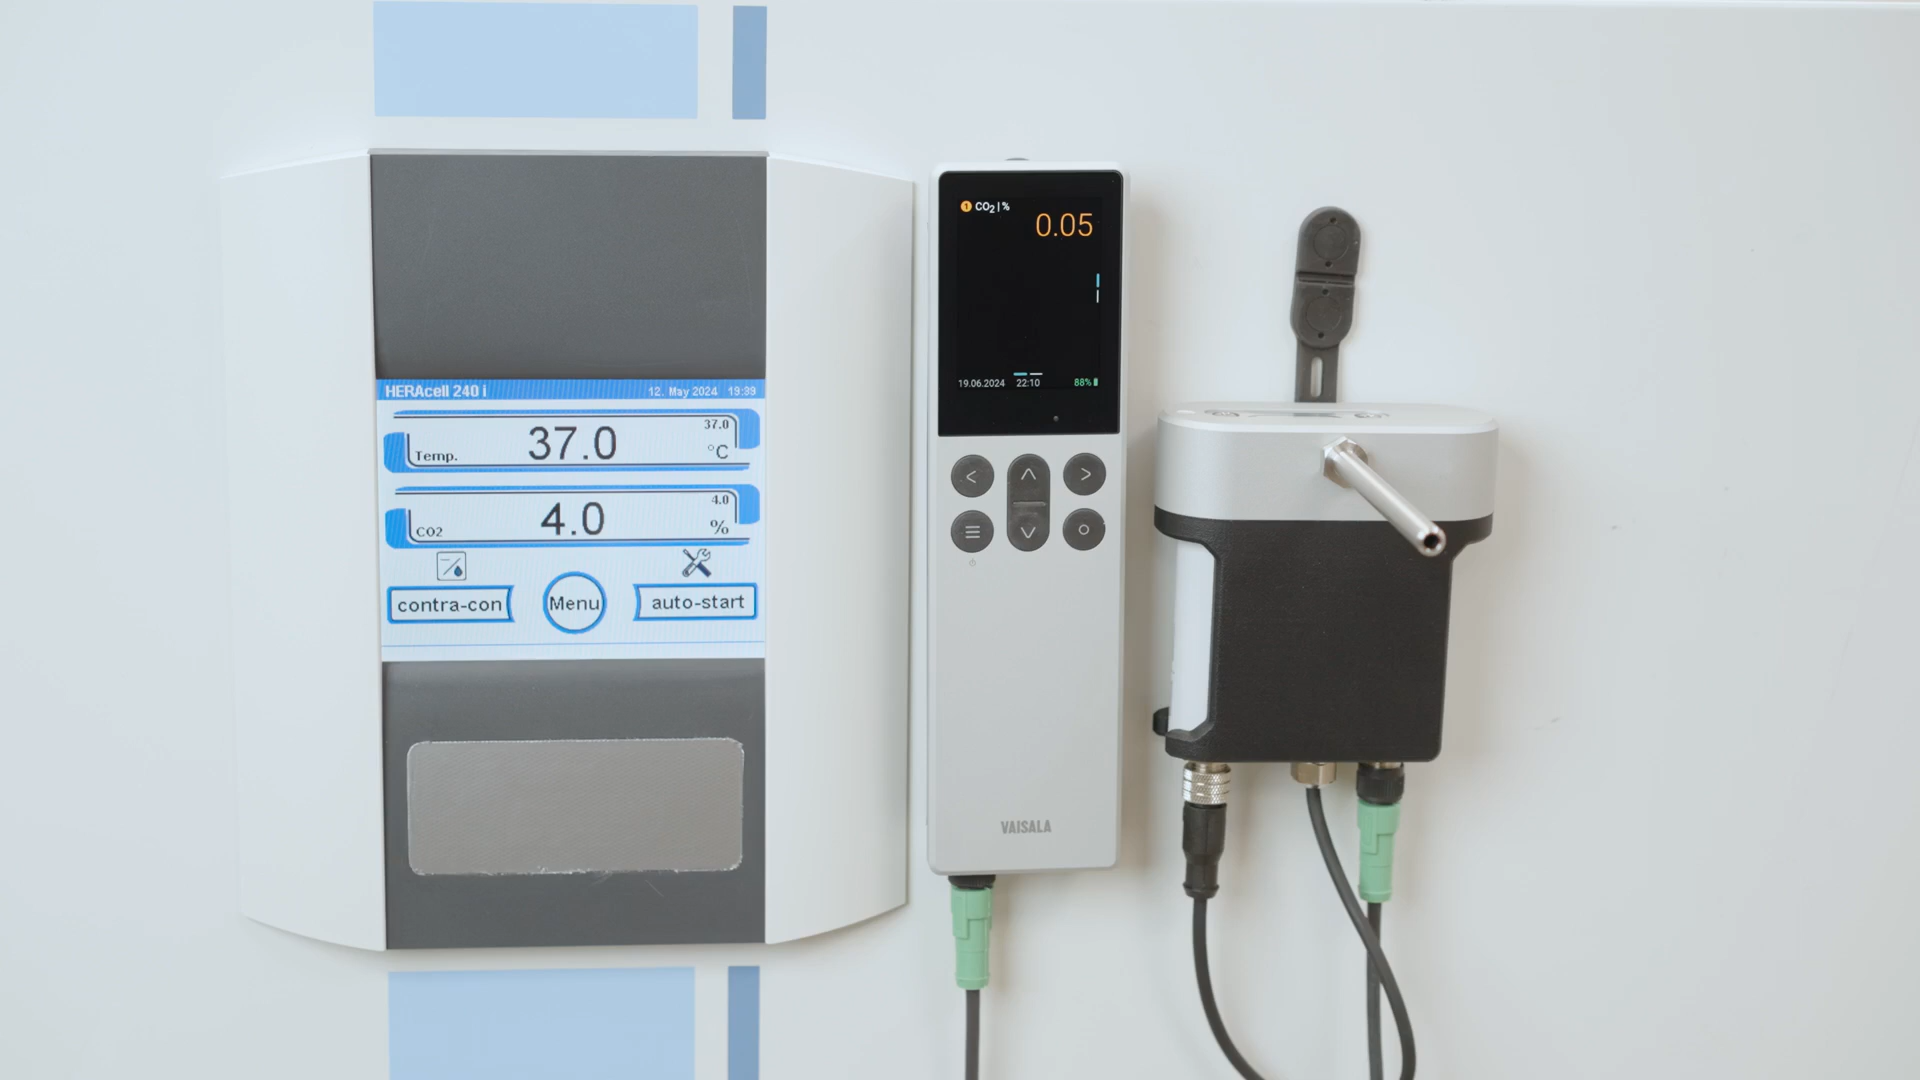 HERAcell 240 i 12. May 2024 19:39
37.0
Temp. 37.0 °C
4.0
CO2 4.0 %
contra-con Menu auto-start
1 CO2 | %
0.05
19.06.2024 22:10 88%
VAISALA